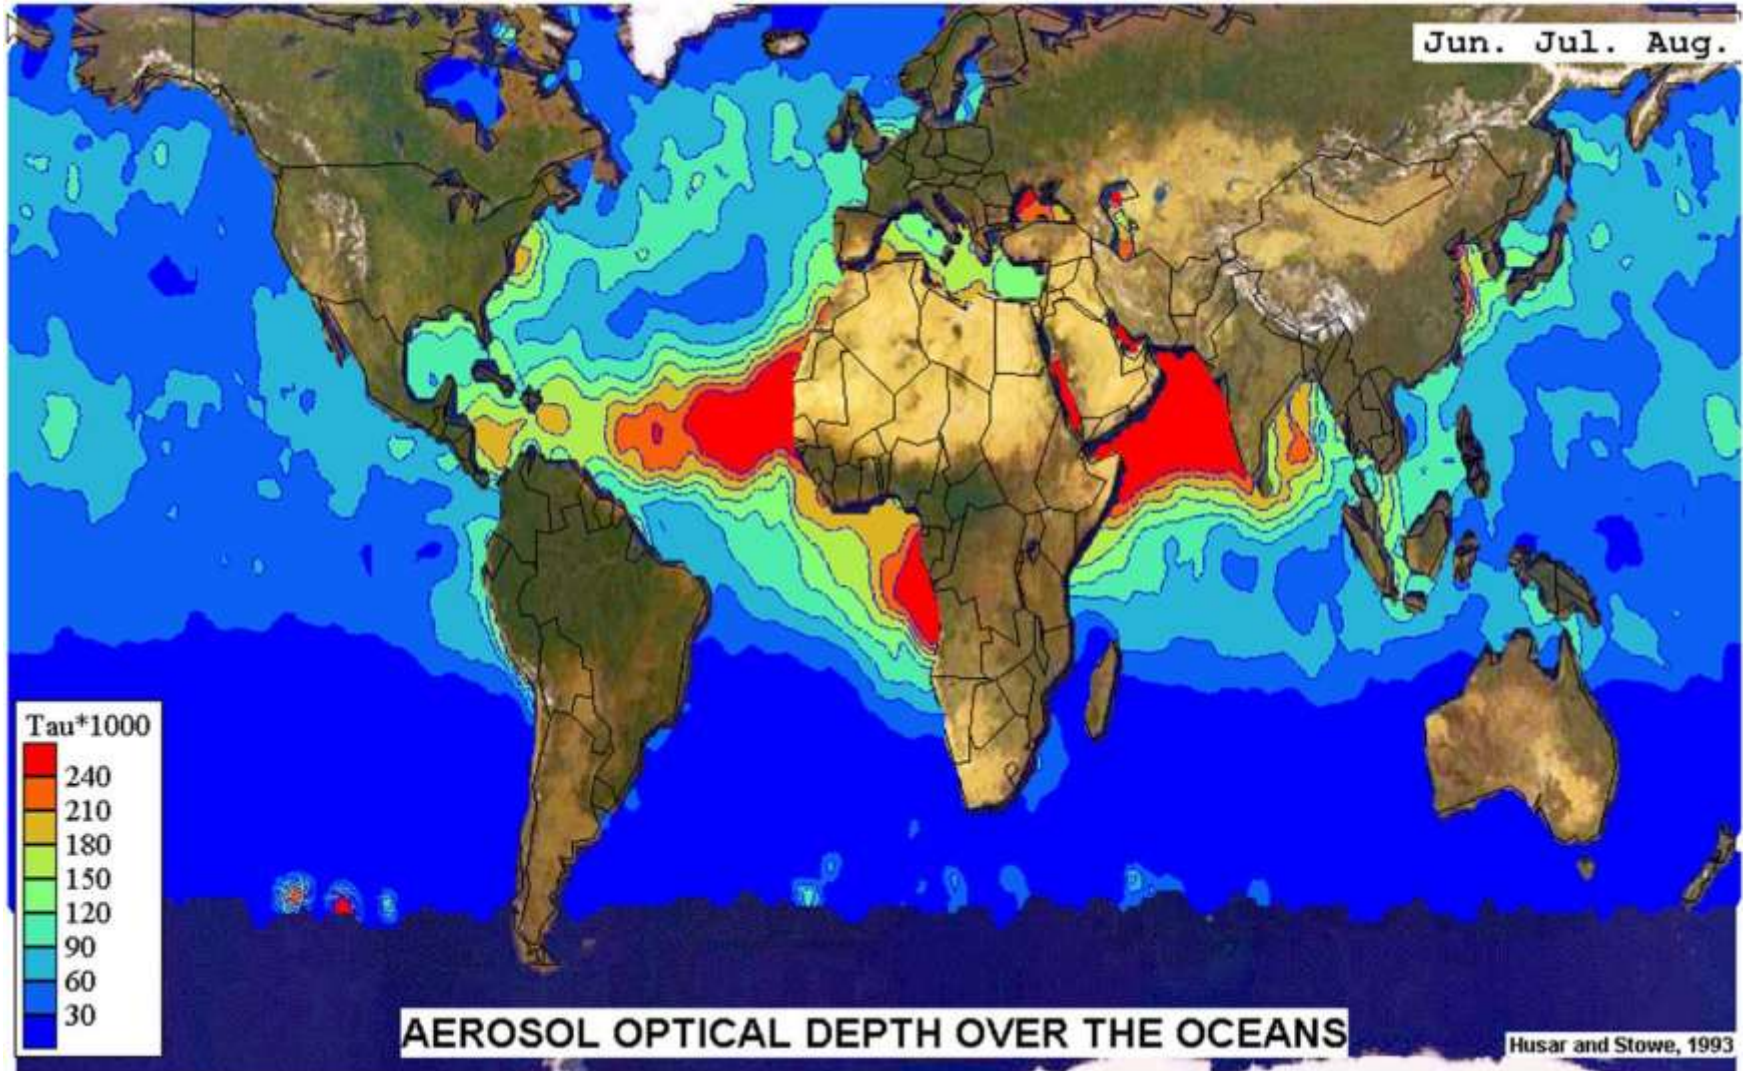 Jun. Jul. Aug.
Tau*1000
240
210
180
150
120
90
60
30
AEROSOL OPTICAL DEPTH OVER THE OCEANS
Husar and Stowe, 1993